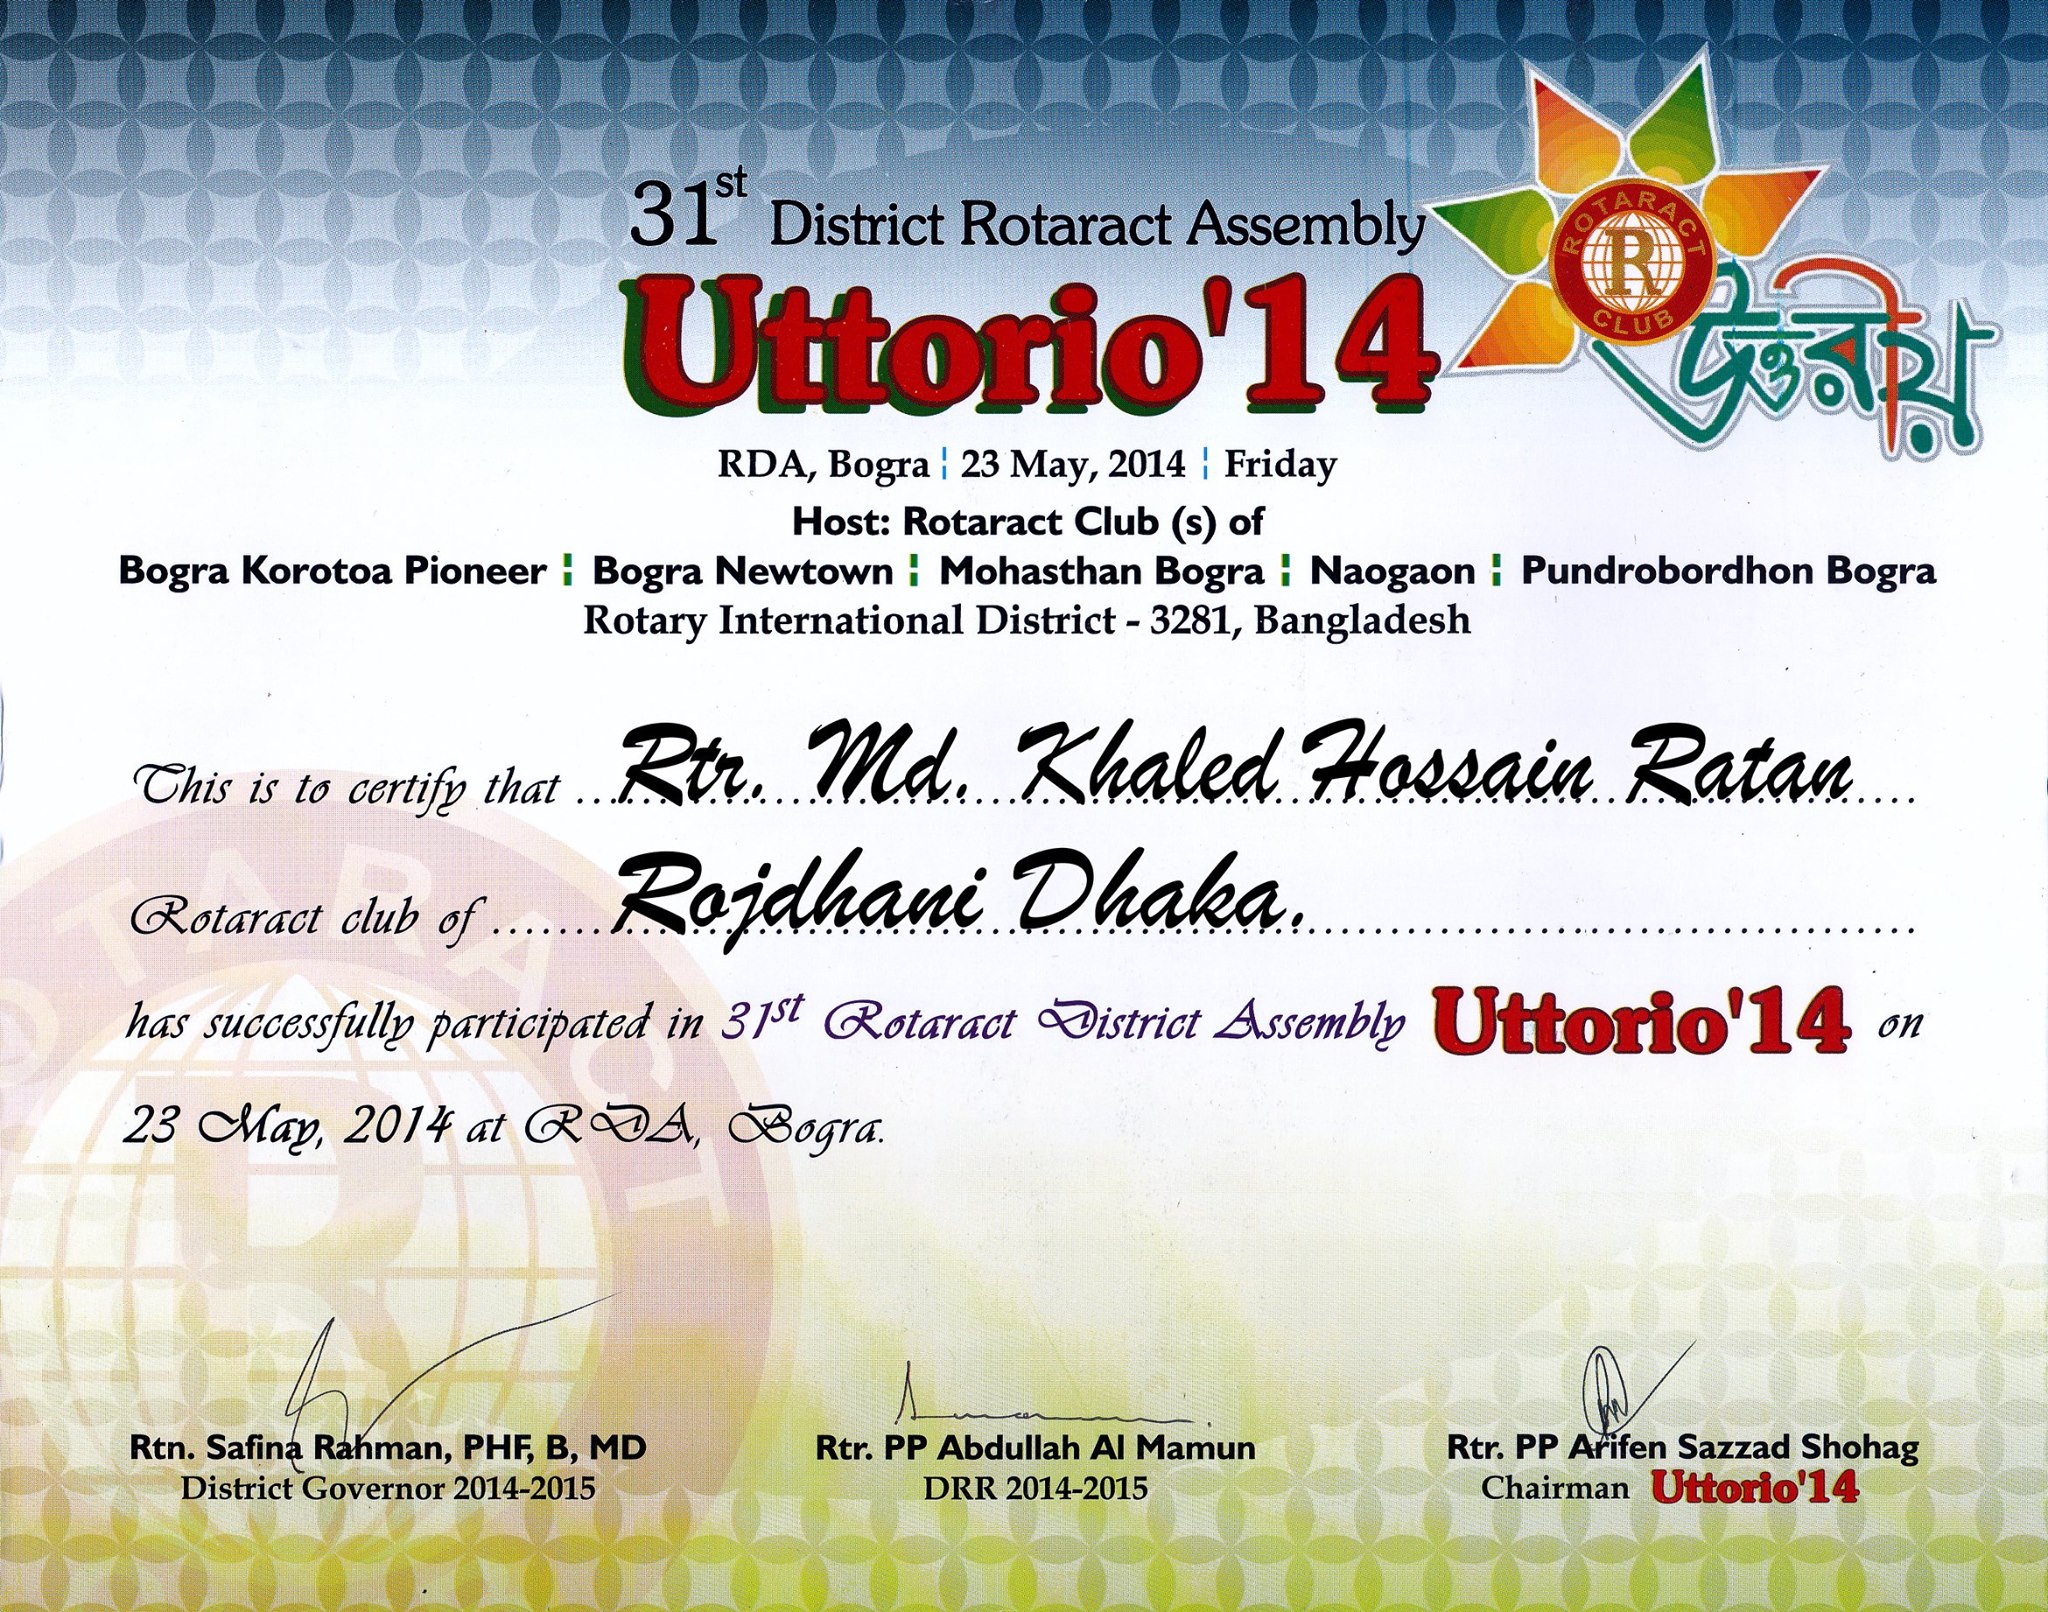 31st District Rotaract Assembly
Uttorio'14
ROTARACT
R
CLUB
উত্তরীয়
RDA, Bogra ¦ 23 May, 2014 ¦ Friday
Host: Rotaract Club (s) of
Bogra Korotoa Pioneer ¦ Bogra Newtown ¦ Mohasthan Bogra ¦ Naogaon ¦ Pundrobordhon Bogra
Rotary International District - 3281, Bangladesh
This is to certify that Rtr. Md. Khaled Hossain Ratan
Rotaract club of Rojdhani Dhaka.
has successfully participated in 31st Rotaract District Assembly Uttorio'14 on
23 May, 2014 at RDA, Bogra.
ROTARACT
R
Rtn. Safina Rahman, PHF, B, MD
District Governor 2014-2015
Rtr. PP Abdullah Al Mamun
DRR 2014-2015
Rtr. PP Arifen Sazzad Shohag
Chairman Uttorio'14